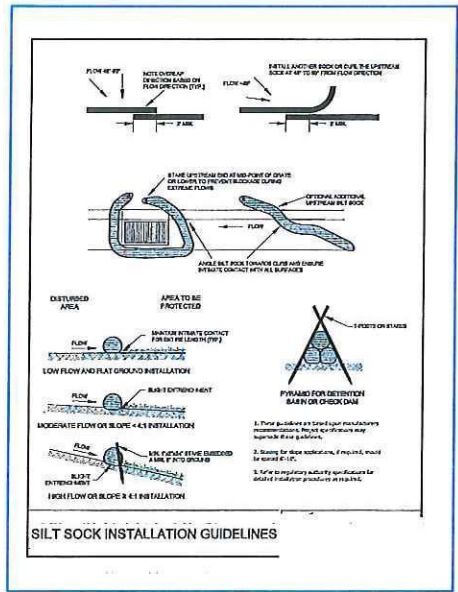 FLOW 45°-90°
NOTE OVERLAP
DIRECTION BASED ON
FLOW DIRECTION (TYP.)
2' MIN.
INSTALL ANOTHER SOCK OR CURL THE UPSTREAM
SOCK AT 45° TO 90° FROM FLOW DIRECTION
FLOW <45°
2' MIN.
STAKE UPSTREAM END AT MID-POINT OF GRATE
OR LOWER TO PREVENT BLOCKAGE DURING
EXTREME FLOWS
OPTIONAL ADDITIONAL
UPSTREAM SILT SOCK
FLOW
ANGLE SILT SOCK TOWARDS CURB AND ENSURE
INTIMATE CONTACT WITH ALL SURFACES
DISTURBED
AREA
AREA TO BE
PROTECTED
FLOW
MAINTAIN INTIMATE CONTACT
FOR ENTIRE LENGTH (TYP.)
LOW FLOW AND FLAT GROUND INSTALLATION
FLOW
SLIGHT ENTRENCHMENT
MODERATE FLOW OR SLOPE < 4:1 INSTALLATION
FLOW
STAKE EMBEDDED
INTO GROUND
SLIGHT
ENTRENCHMENT
HIGH FLOW OR SLOPE ≥ 4:1 INSTALLATION
T-POSTS OR STAKES
PYRAMID FOR DETENTION
BASIN OR CHECK DAM
1. These guidelines are based upon manufacturers
recommendations. Project specifications may
supersede these guidelines.
2. Staking for slope applications, if required, should
be spaced
3. Refer to regulatory authority specifications for
detailed installation procedures as required.
SILT SOCK INSTALLATION GUIDELINES